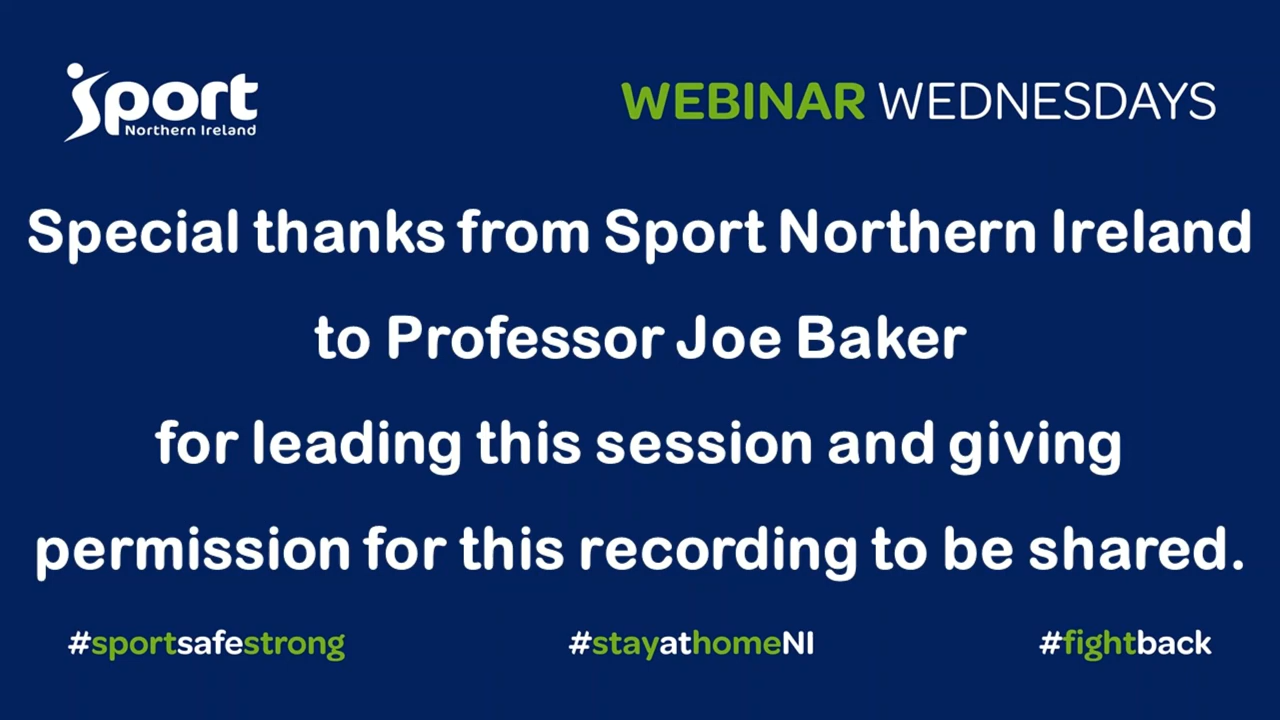 Sport
Northern Ireland
WEBINAR WEDNESDAYS
Special thanks from Sport Northern Ireland
to Professor Joe Baker
for leading this session and giving
permission for this recording to be shared.
#sportsafestrong
#stayathomeNI
#fightback